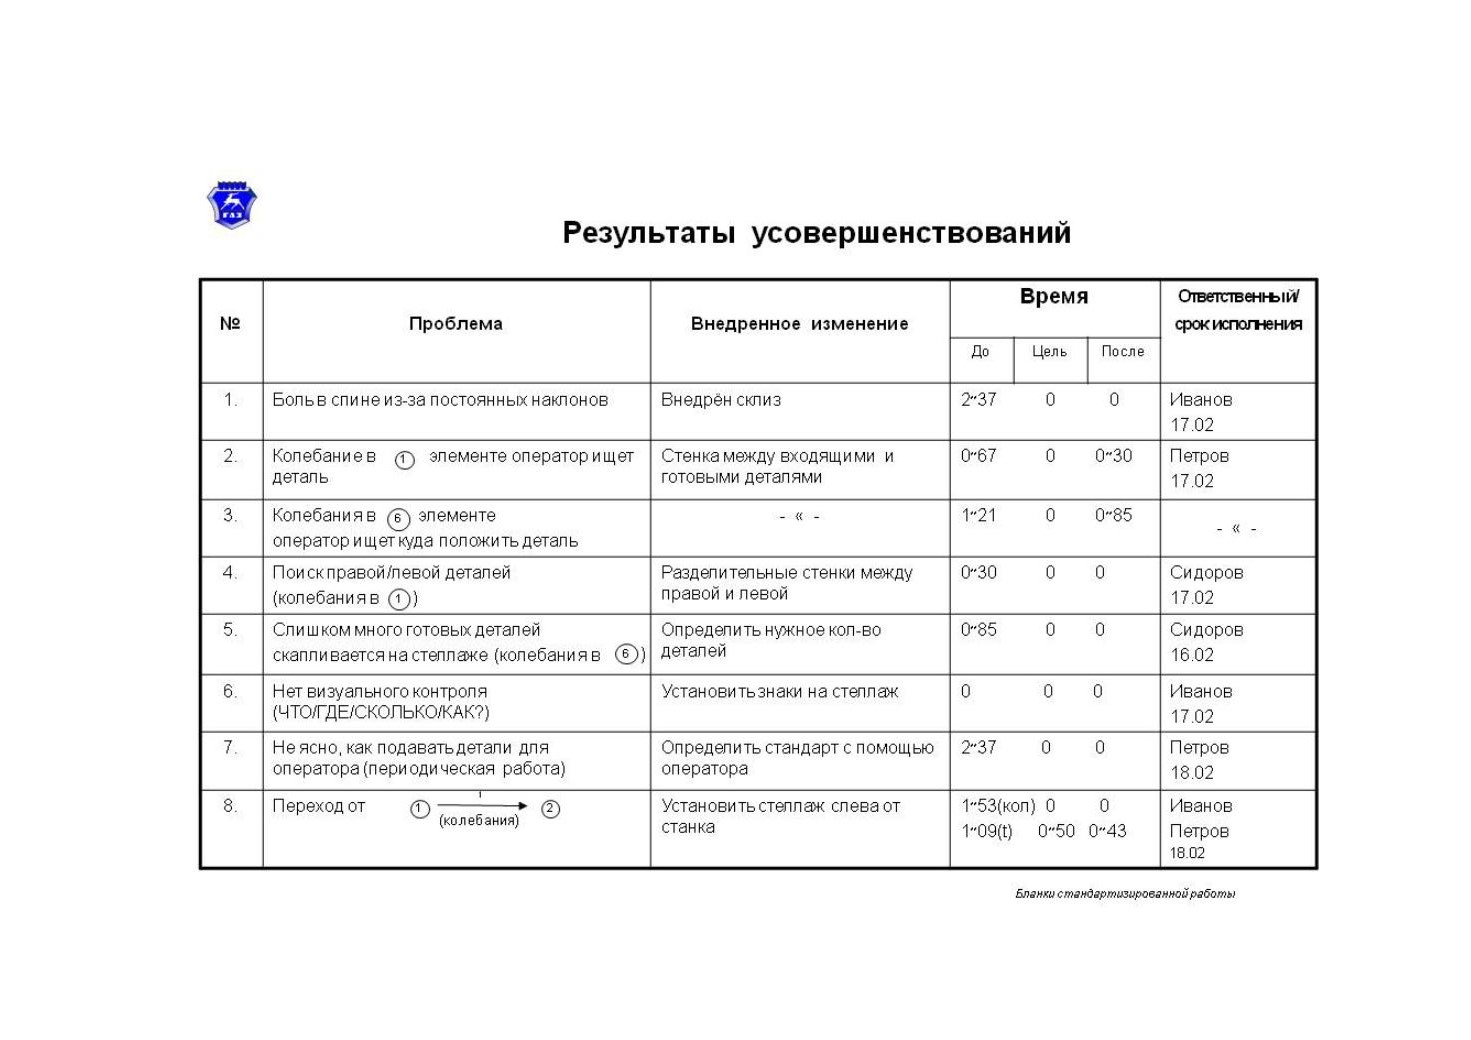 ГАЗ
Результаты усовершенствований
№ Проблема Внедренное изменение Время Ответственный/
срок исполнения
До Цель После
1. Боль в спине из-за постоянных наклонов Внедрён склиз 2~37 0 0 Иванов
17.02
2. Колебание в 1 элементе оператор ищет Стенка между входящими и 0~67 0 0~30 Петров
деталь готовыми деталями 17.02
3. Колебания в 6 элементе - « - 1~21 0 0~85 - « -
оператор ищет куда положить деталь
4. Поиск правой/левой деталей Разделительные стенки между 0~30 0 0 Сидоров
(колебания в 1) правой и левой 17.02
5. Слишком много готовых деталей Определить нужное кол-во 0~85 0 0 Сидоров
скапливается на стеллаже (колебания в 6) деталей 16.02
6. Нет визуального контроля Установить знаки на стеллаж 0 0 0 Иванов
(ЧТО/ГДЕ/СКОЛЬКО/КАК?) 17.02
7. Не ясно, как подавать детали для Определить стандарт с помощью 2~37 0 0 Петров
оператора (периодическая работа) оператора 18.02
8. Переход от 1 1 2 Установить стеллаж слева от 1~53(кол) 0 0 Иванов
(колебания) станка 1~09(t) 0~50 0~43 Петров
18.02
Бланки стандартизированной работы